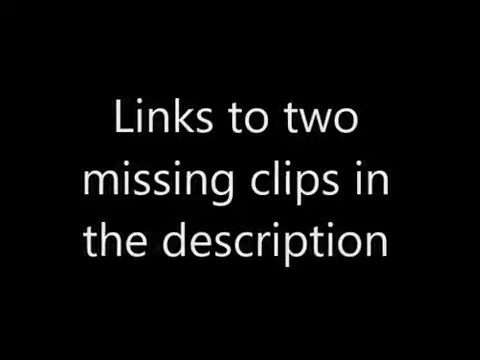 Links to two
missing clips in
the description